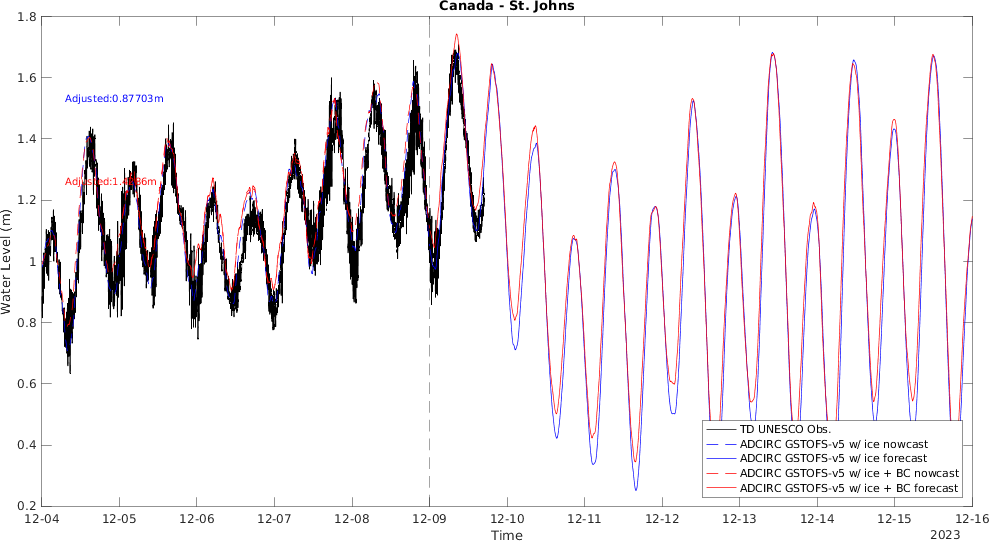 Canada - St. Johns
1.8
1.6
1.4
1.2
1
0.8
0.6
0.4
0.2
Water Level (m)
Adjusted:0.87703m
TD UNESCO Obs.
ADCIRC GSTOFS-v5 w/ ice nowcast
ADCIRC GSTOFS-v5 w/ ice forecast
ADCIRC GSTOFS-v5 w/ ice + BC nowcast
ADCIRC GSTOFS-v5 w/ ice + BC forecast
12-04 12-05 12-06 12-07 12-08 12-09 12-10 12-11 12-12 12-13 12-14 12-15 12-16
Time
2023